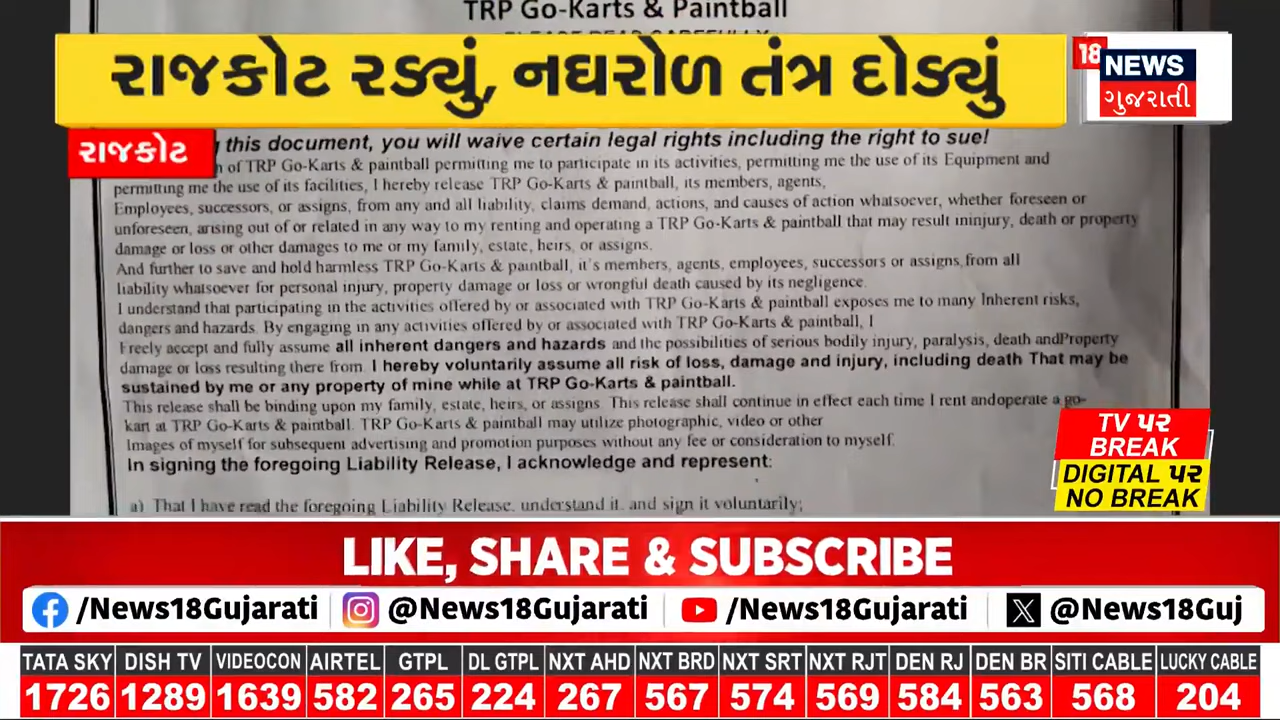 TRP Go-Karts & Paintball
રાજકોટ રડ્યું, નઘરોળ તંત્ર દોડ્યું
18
NEWS
ગુજરાતી
રાજકોટ
this document, you will waive certain legal rights including the right to sue!
of TRP Go-Karts & paintball permitting me to participate in its activities, permitting me the use of its Equipment and
permitting me the use of its facilities, I hereby release TRP Go-Karts & paintball, its members, agents,
Employees, successors, or assigns, from any and all liability, claims demand, actions, and causes of action whatsoever, whether foreseen or
unforeseen, arising out of or related in any way to my renting and operating a TRP Go-Karts & paintball that may result ininjury, death or property
damage or loss or other damages to me or my family, estate, heirs, or assigns.
And further to save and hold harmless TRP Go-Karts & paintball, it's members, agents, employees, successors or assigns,from all
liability whatsoever for personal injury, property damage or loss or wrongful death caused by its negligence.
I understand that participating in the activities offered by or associated with TRP Go-Karts & paintball exposes me to many Inherent risks,
dangers and hazards. By engaging in any activities offered by or associated with TRP Go-Karts & paintball, I
Freely accept and fully assume all inherent dangers and hazards and the possibilities of serious bodily injury, paralysis, death andProperty
damage or loss resulting there from. I hereby voluntarily assume all risk of loss, damage and injury, including death That may be
sustained by me or any property of mine while at TRP Go-Karts & paintball.
This release shall be binding upon my family, estate, heirs, or assigns. This release shall continue in effect each time I rent andoperate a go-
kart at TRP Go-Karts & paintball. TRP Go-Karts & paintball may utilize photographic, video or other
Images of myself for subsequent advertising and promotion purposes without any fee or consideration to myself.
In signing the foregoing Liability Release, I acknowledge and represent:
a) That I have read the foregoing Liability Release, understand it, and sign it voluntarily;
TV પર
BREAK
DIGITAL પર
NO BREAK
LIKE, SHARE & SUBSCRIBE
/News18Gujarati @News18Gujarati /News18Gujarati @News18Guj
TATA SKY DISH TV VIDEOCON AIRTEL GTPL DL GTPL NXT AHD NXT BRD NXT SRT NXT RJT DEN RJ DEN BR SITI CABLE LUCKY CABLE
1726 1289 1639 582 265 224 267 567 574 569 584 563 568 204